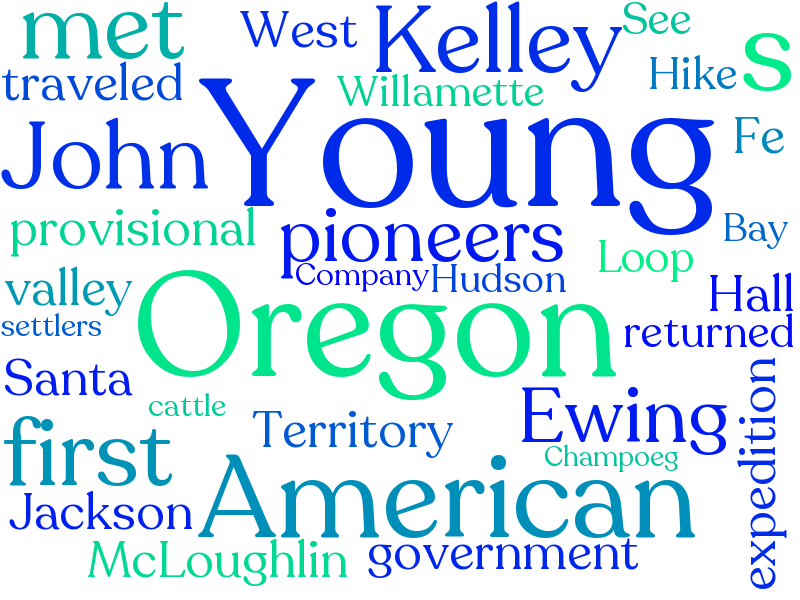 met
West
Kelley
See
traveled
Willamette
Hike
s
John
Young
Fe
provisional
pioneers
Bay
Loop
valley
Company
Hudson
Hall
settlers
Oregon
returned
Santa
cattle
Territory
Ewing
expedition
first
American
Champoeg
Jackson
McLoughlin
government